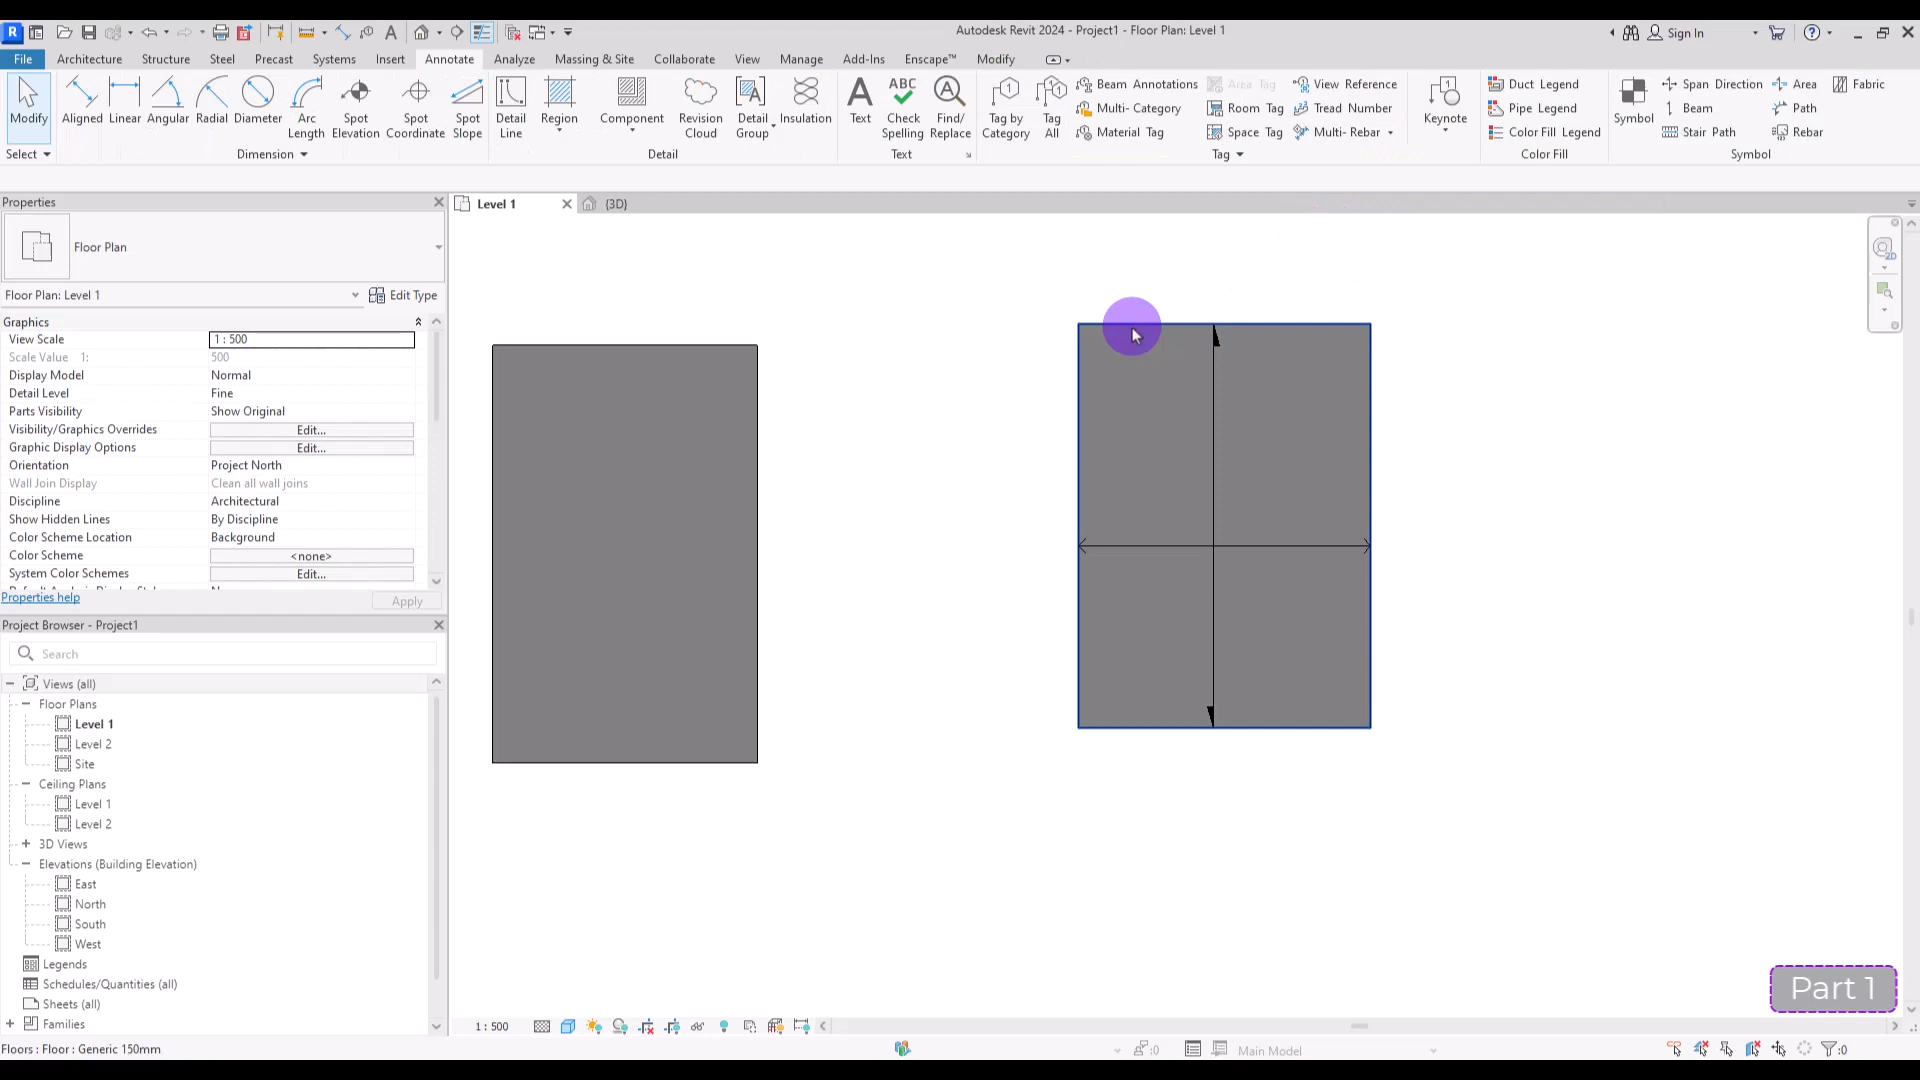 Autodesk Revit 2024 - Project1 - Floor Plan: Level 1
Sign In
File Architecture Structure Steel Precast Systems Insert Annotate Analyze Massing & Site Collaborate View Manage Add-Ins Enscape™ Modify
Modify
Aligned Linear Angular Radial Diameter Arc Length Spot Elevation Spot Coordinate Spot Slope
Detail Line Region Component Revision Cloud Detail Group Insulation
Text Check Spelling Find/ Replace
Tag by Category Tag All
Beam Annotations Area Tag View Reference
Multi- Category Room Tag Tread Number
Material Tag Space Tag Multi- Rebar
Keynote
Duct Legend
Pipe Legend
Color Fill Legend
Symbol
Span Direction Area Fabric
Beam Path
Stair Path Rebar
Select Dimension Detail Text Tag Color Fill Symbol
Properties
Floor Plan
Floor Plan: Level 1 Edit Type
Graphics
View Scale 1 : 500
Scale Value 1: 500
Display Model Normal
Detail Level Fine
Parts Visibility Show Original
Visibility/Graphics Overrides Edit...
Graphic Display Options Edit...
Orientation Project North
Wall Join Display Clean all wall joins
Discipline Architectural
Show Hidden Lines By Discipline
Color Scheme Location Background
Color Scheme <none>
System Color Schemes Edit...
Properties help Apply
Project Browser - Project1
Search
Views (all)
Floor Plans
Level 1
Level 2
Site
Ceiling Plans
Level 1
Level 2
3D Views
Elevations (Building Elevation)
East
North
South
West
Legends
Schedules/Quantities (all)
Sheets (all)
Families
Level 1 {3D}
2D
Part 1
1 : 500
Floors : Floor : Generic 150mm
:0
Main Model
:0